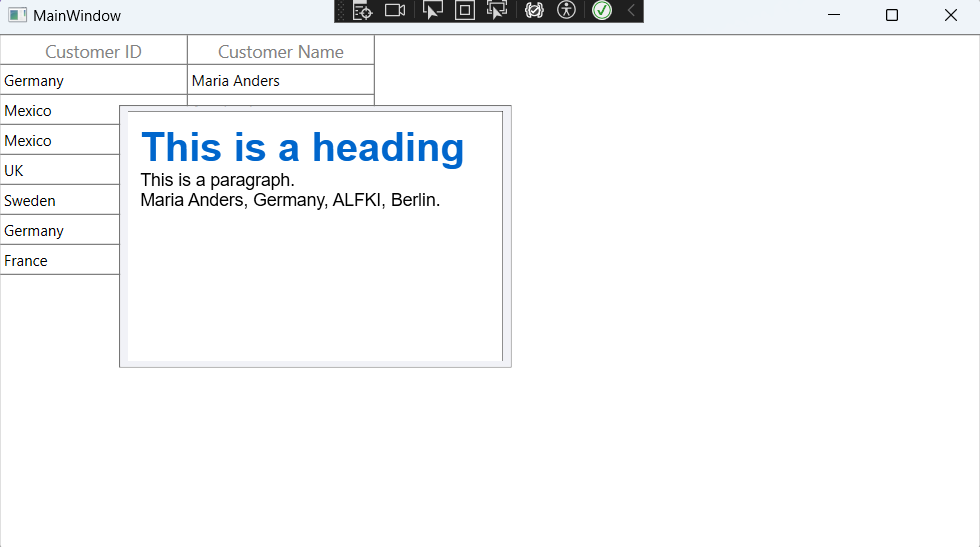 MainWindow
Customer ID Customer Name
Germany Maria Anders
Mexico
Mexico
UK
Sweden
Germany
France
This is a heading
This is a paragraph.
Maria Anders, Germany, ALFKI, Berlin.